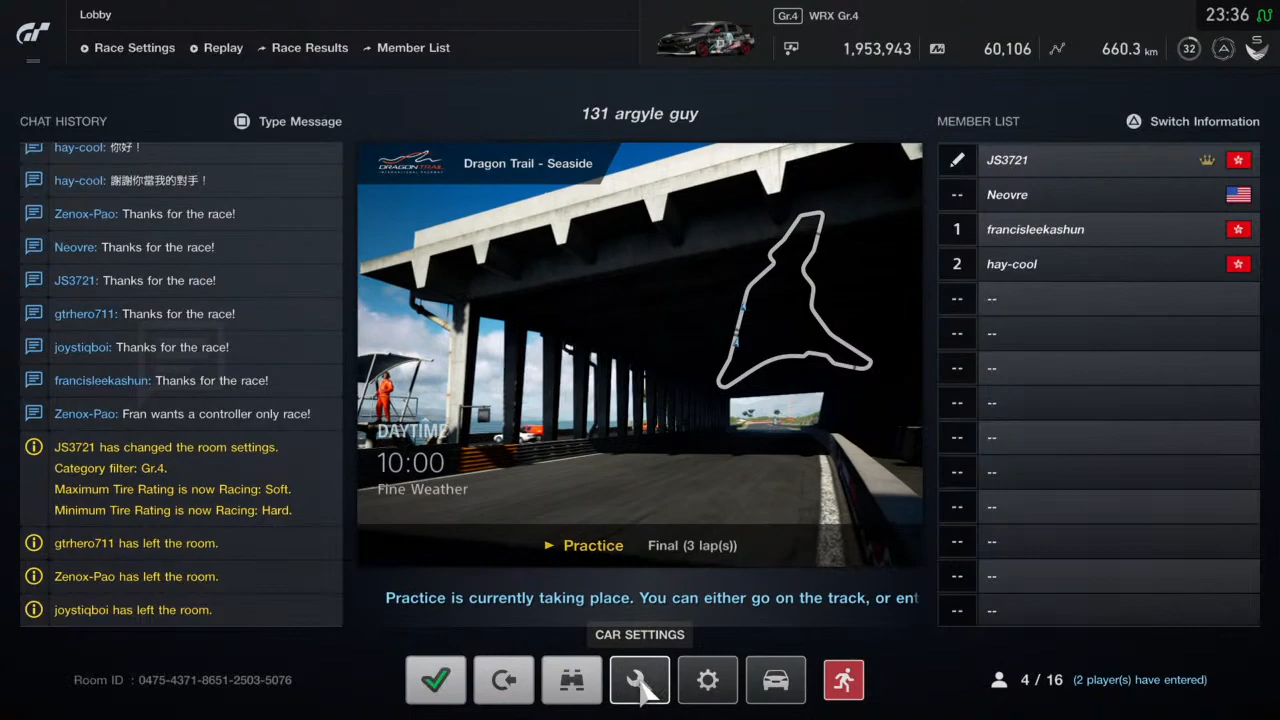 Lobby
Race Settings
Replay
Race Results
Member List
Gr.4
WRX Gr.4
23:36
1,953,943
60,106
660.3 km
32
S
CHAT HISTORY
Type Message
hay-cool: 你好！
hay-cool: 謝謝你當我的對手！
Zenox-Pao: Thanks for the race!
Neovre: Thanks for the race!
JS3721: Thanks for the race!
gtrhero711: Thanks for the race!
joystiqboi: Thanks for the race!
francisleekashun: Thanks for the race!
Zenox-Pao: Fran wants a controller only race!
JS3721 has changed the room settings.
Category filter: Gr.4.
Maximum Tire Rating is now Racing: Soft.
Minimum Tire Rating is now Racing: Hard.
gtrhero711 has left the room.
Zenox-Pao has left the room.
joystiqboi has left the room.
131 argyle guy
DRAGON TRAIL
INTERNATIONAL RACEWAY
Dragon Trail - Seaside
DAYTIME
10:00
Fine Weather
Practice
Final (3 lap(s))
Practice is currently taking place. You can either go on the track, or ent
MEMBER LIST
Switch Information
JS3721
-- Neovre
1 francisleekashun
2 hay-cool
-- --
-- --
-- --
-- --
-- --
-- --
-- --
-- --
-- --
-- --
CAR SETTINGS
Room ID : 0475-4371-8651-2503-5076
4 / 16
(2 player(s) have entered)